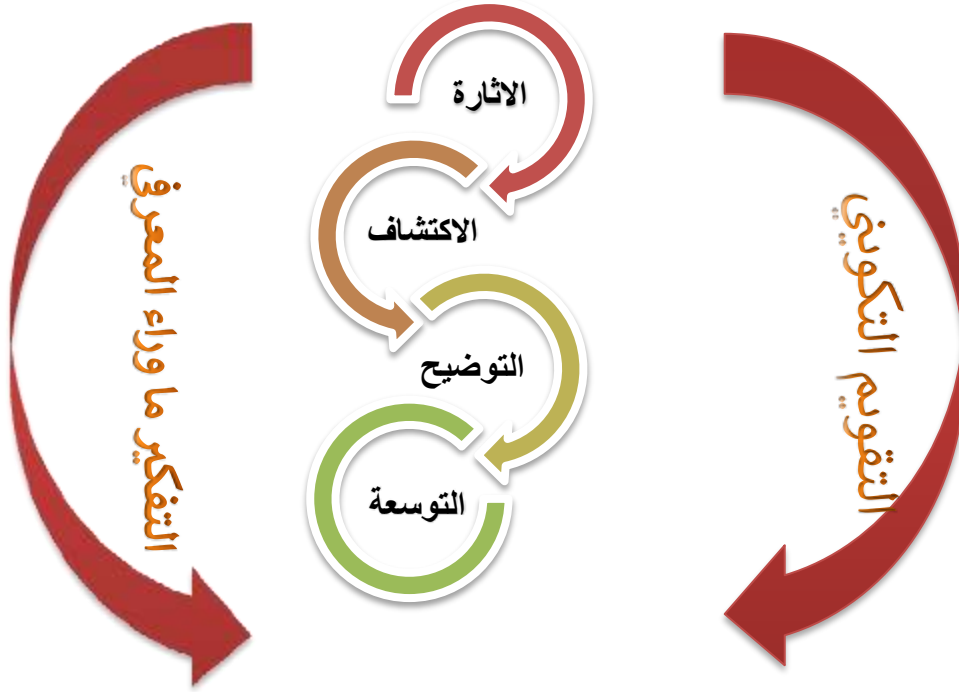 الاثارة
الاكتشاف
التوضيح
التوسعة
التقويم التكويني
التفكير ما وراء المعرفي